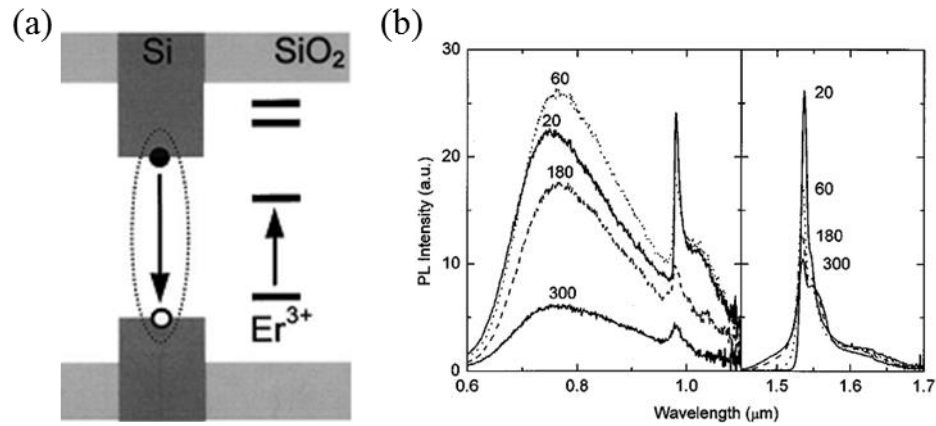 (a)
Si SiO₂
Er³⁺
(b)
PL Intensity (a.u.)
30
20
10
0
60
20
180
300
20
60
180
300
0.6 0.8 1.0 1.5 1.6 1.7
Wavelength (μm)